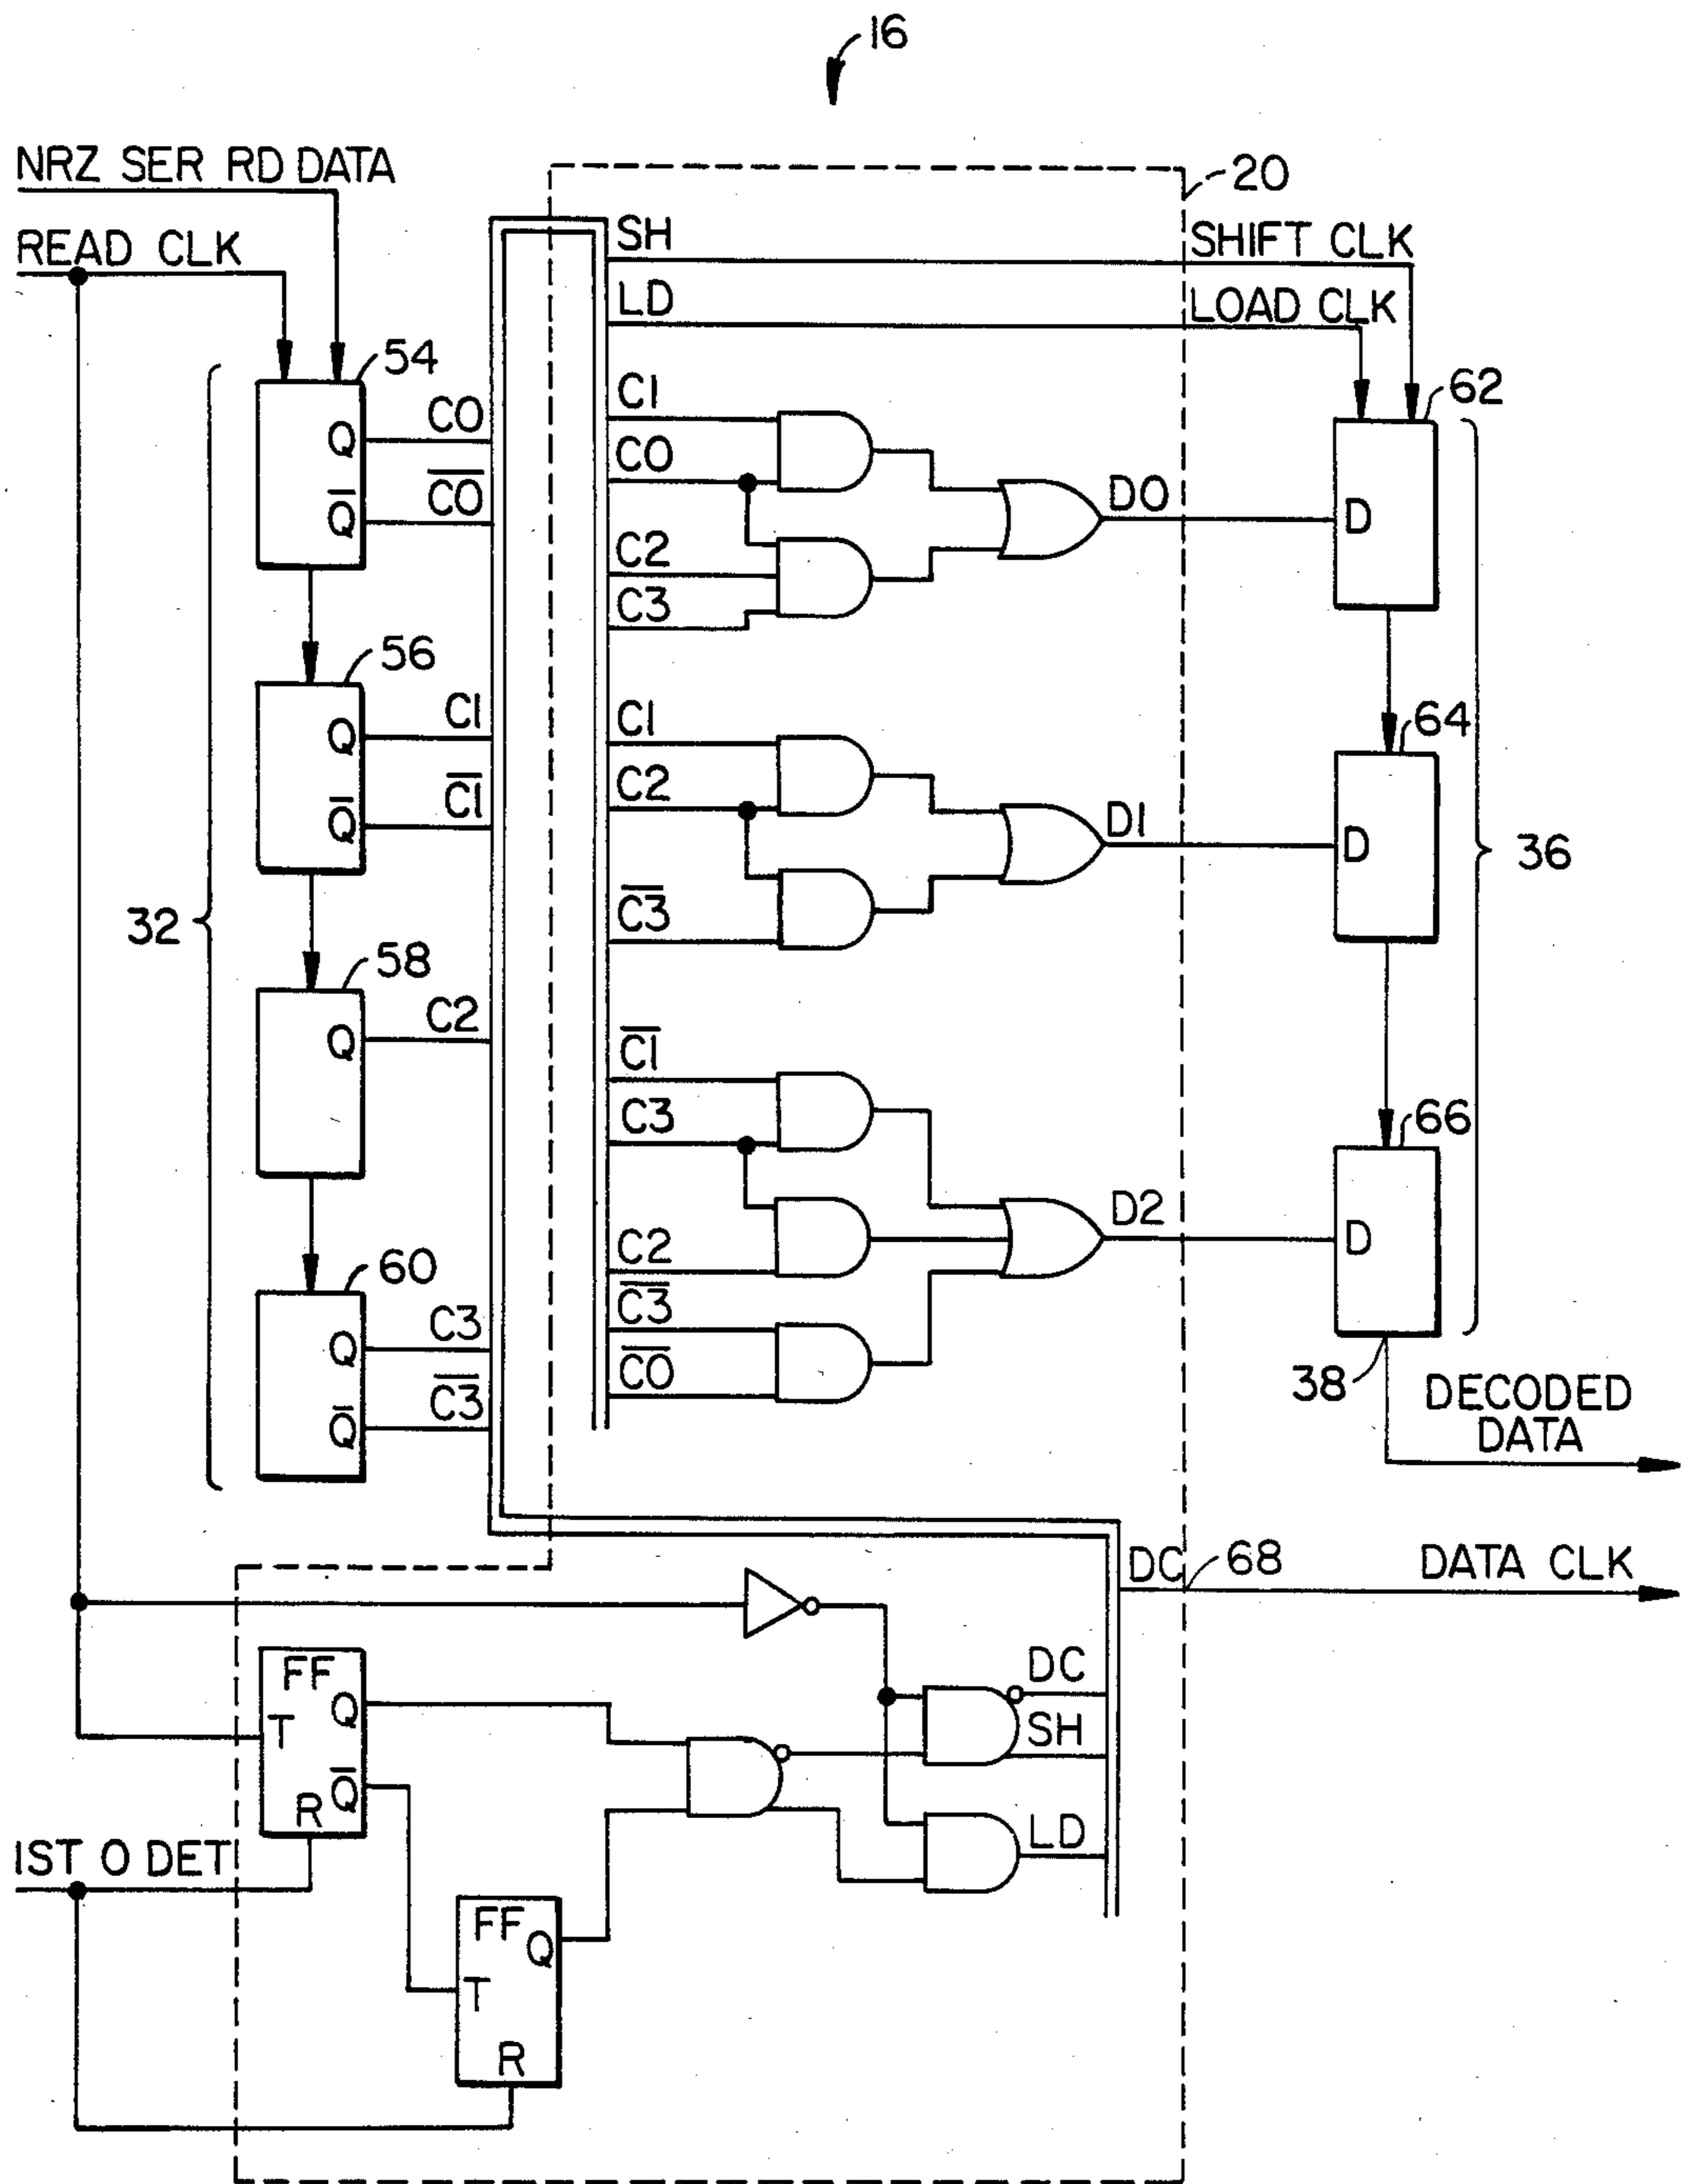 16
NRZ SER RD DATA
20
READ CLK
SH
SHIFT CLK
LD
LOAD CLK
54
62
Q
C0
C1
Q̅
C̅0̅
C0
D0
D
C2
C3
56
64
Q
C1
C1
Q̅
C̅1̅
C2
D1
D
36
C̅3̅
32
58
Q
C2
C̅1̅
C3
66
D2
D
C2
60
C̅3̅
Q
C3
C̅0̅
Q̅
C̅3̅
38
DECODED
DATA
DC
68
DATA CLK
FF
Q
T
Q̅
R
DC
SH
LD
1ST 0 DET
FF
Q
T
R